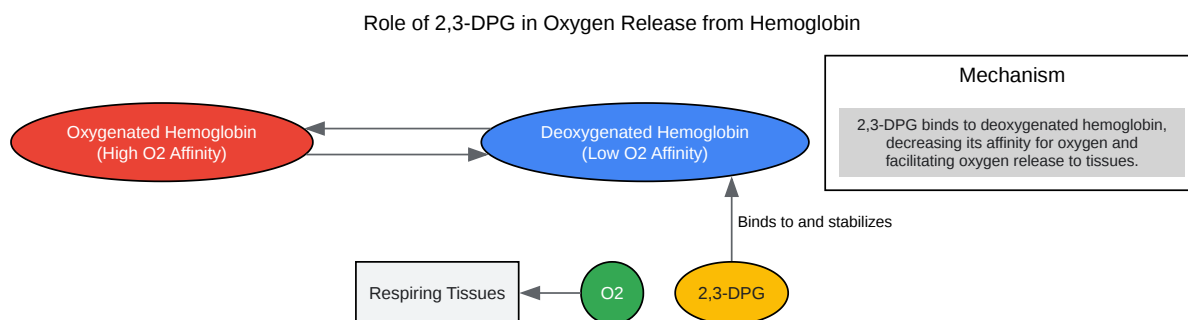 Role of 2,3-DPG in Oxygen Release from Hemoglobin
Mechanism
Oxygenated Hemoglobin
(High O2 Affinity)
Deoxygenated Hemoglobin
(Low O2 Affinity)
2,3-DPG binds to deoxygenated hemoglobin,
decreasing its affinity for oxygen and
facilitating oxygen release to tissues.
Binds to and stabilizes
Respiring Tissues
O2
2,3-DPG